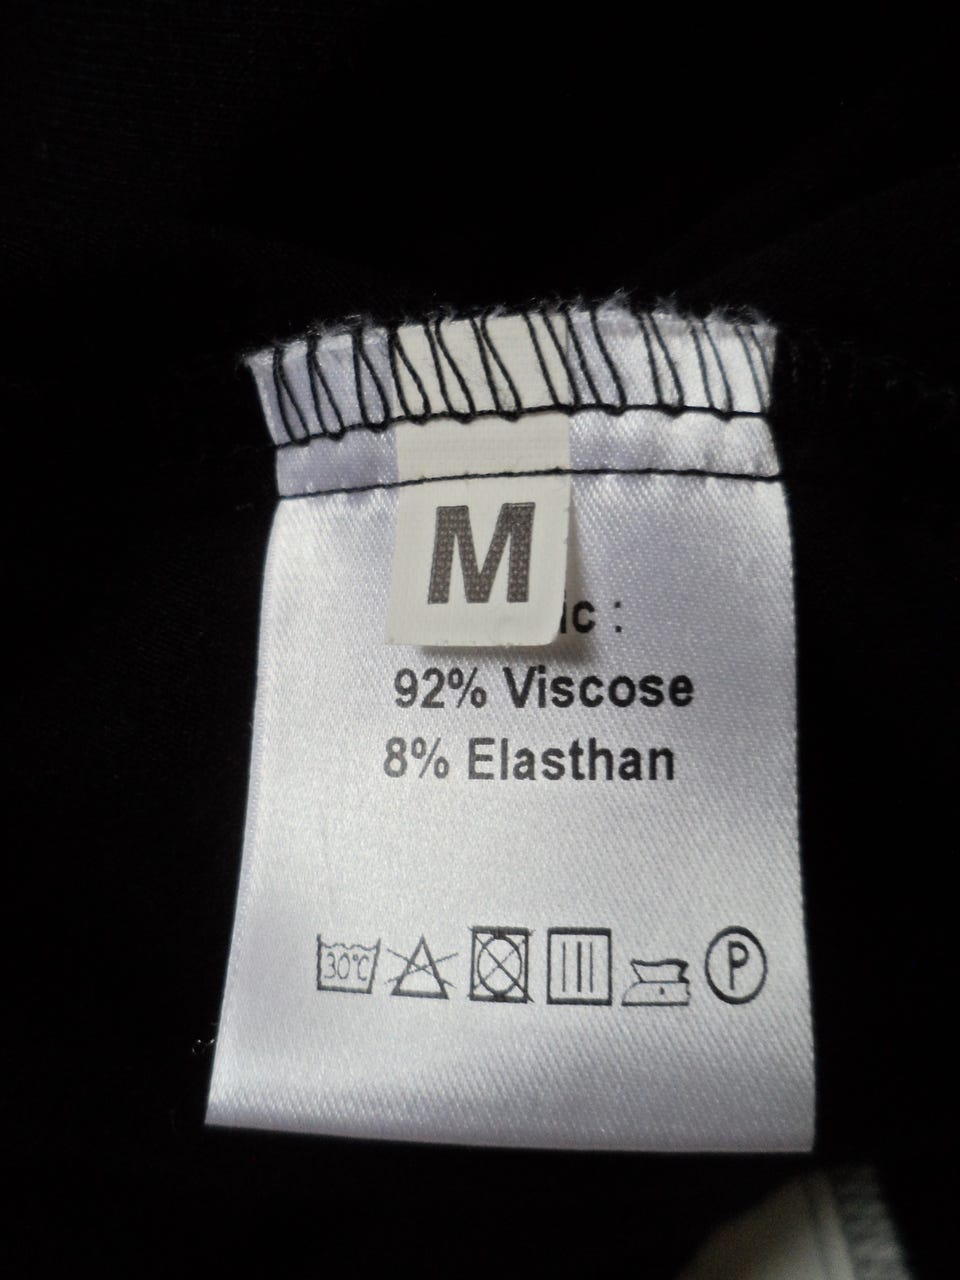 M
92% Viscose
8% Elasthan
30°C
P